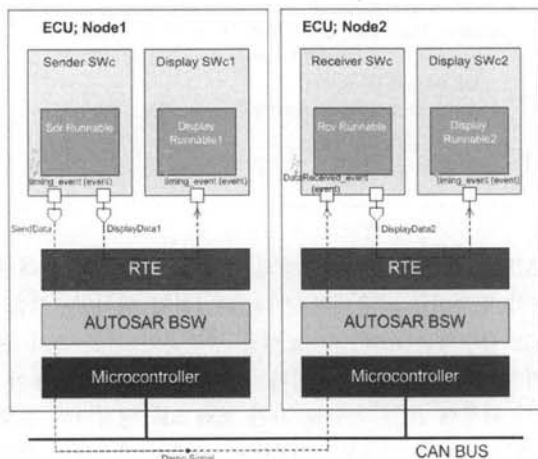 ECU; Node1
Sender SWc
Display SWc1
Sdr Runnable
Display
Runnable1
timing_event (event)
timing_event (event)
SendData
DisplayData1
RTE
AUTOSAR BSW
Microcontroller
ECU; Node2
Receiver SWc
Display SWc2
Rcv Runnable
Display
Runnable2
DataReceived_event
(event)
timing_event (event)
DisplayData2
RTE
AUTOSAR BSW
Microcontroller
CAN BUS
Signal